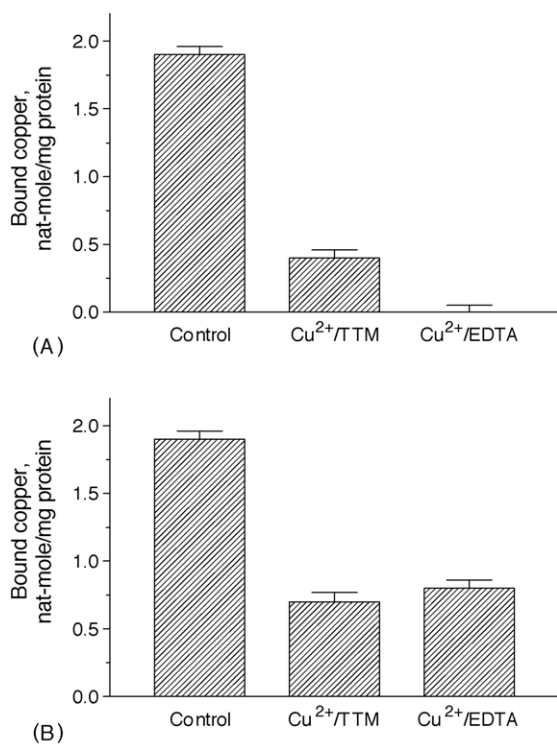 Bound copper,
nat-mole/mg protein
2.0
1.5
1.0
0.5
0.0
Control
Cu²⁺/TTM
Cu²⁺/EDTA
(A)
Bound copper,
nat-mole/mg protein
2.0
1.5
1.0
0.5
0.0
Control
Cu²⁺/TTM
Cu²⁺/EDTA
(B)